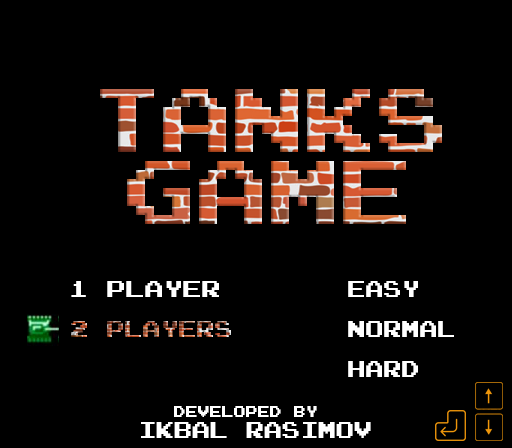 TANKS
GAME
1 PLAYER
EASY
2 PLAYERS
NORMAL
HARD
DEVELOPED BY
IKBAL RASIMOV